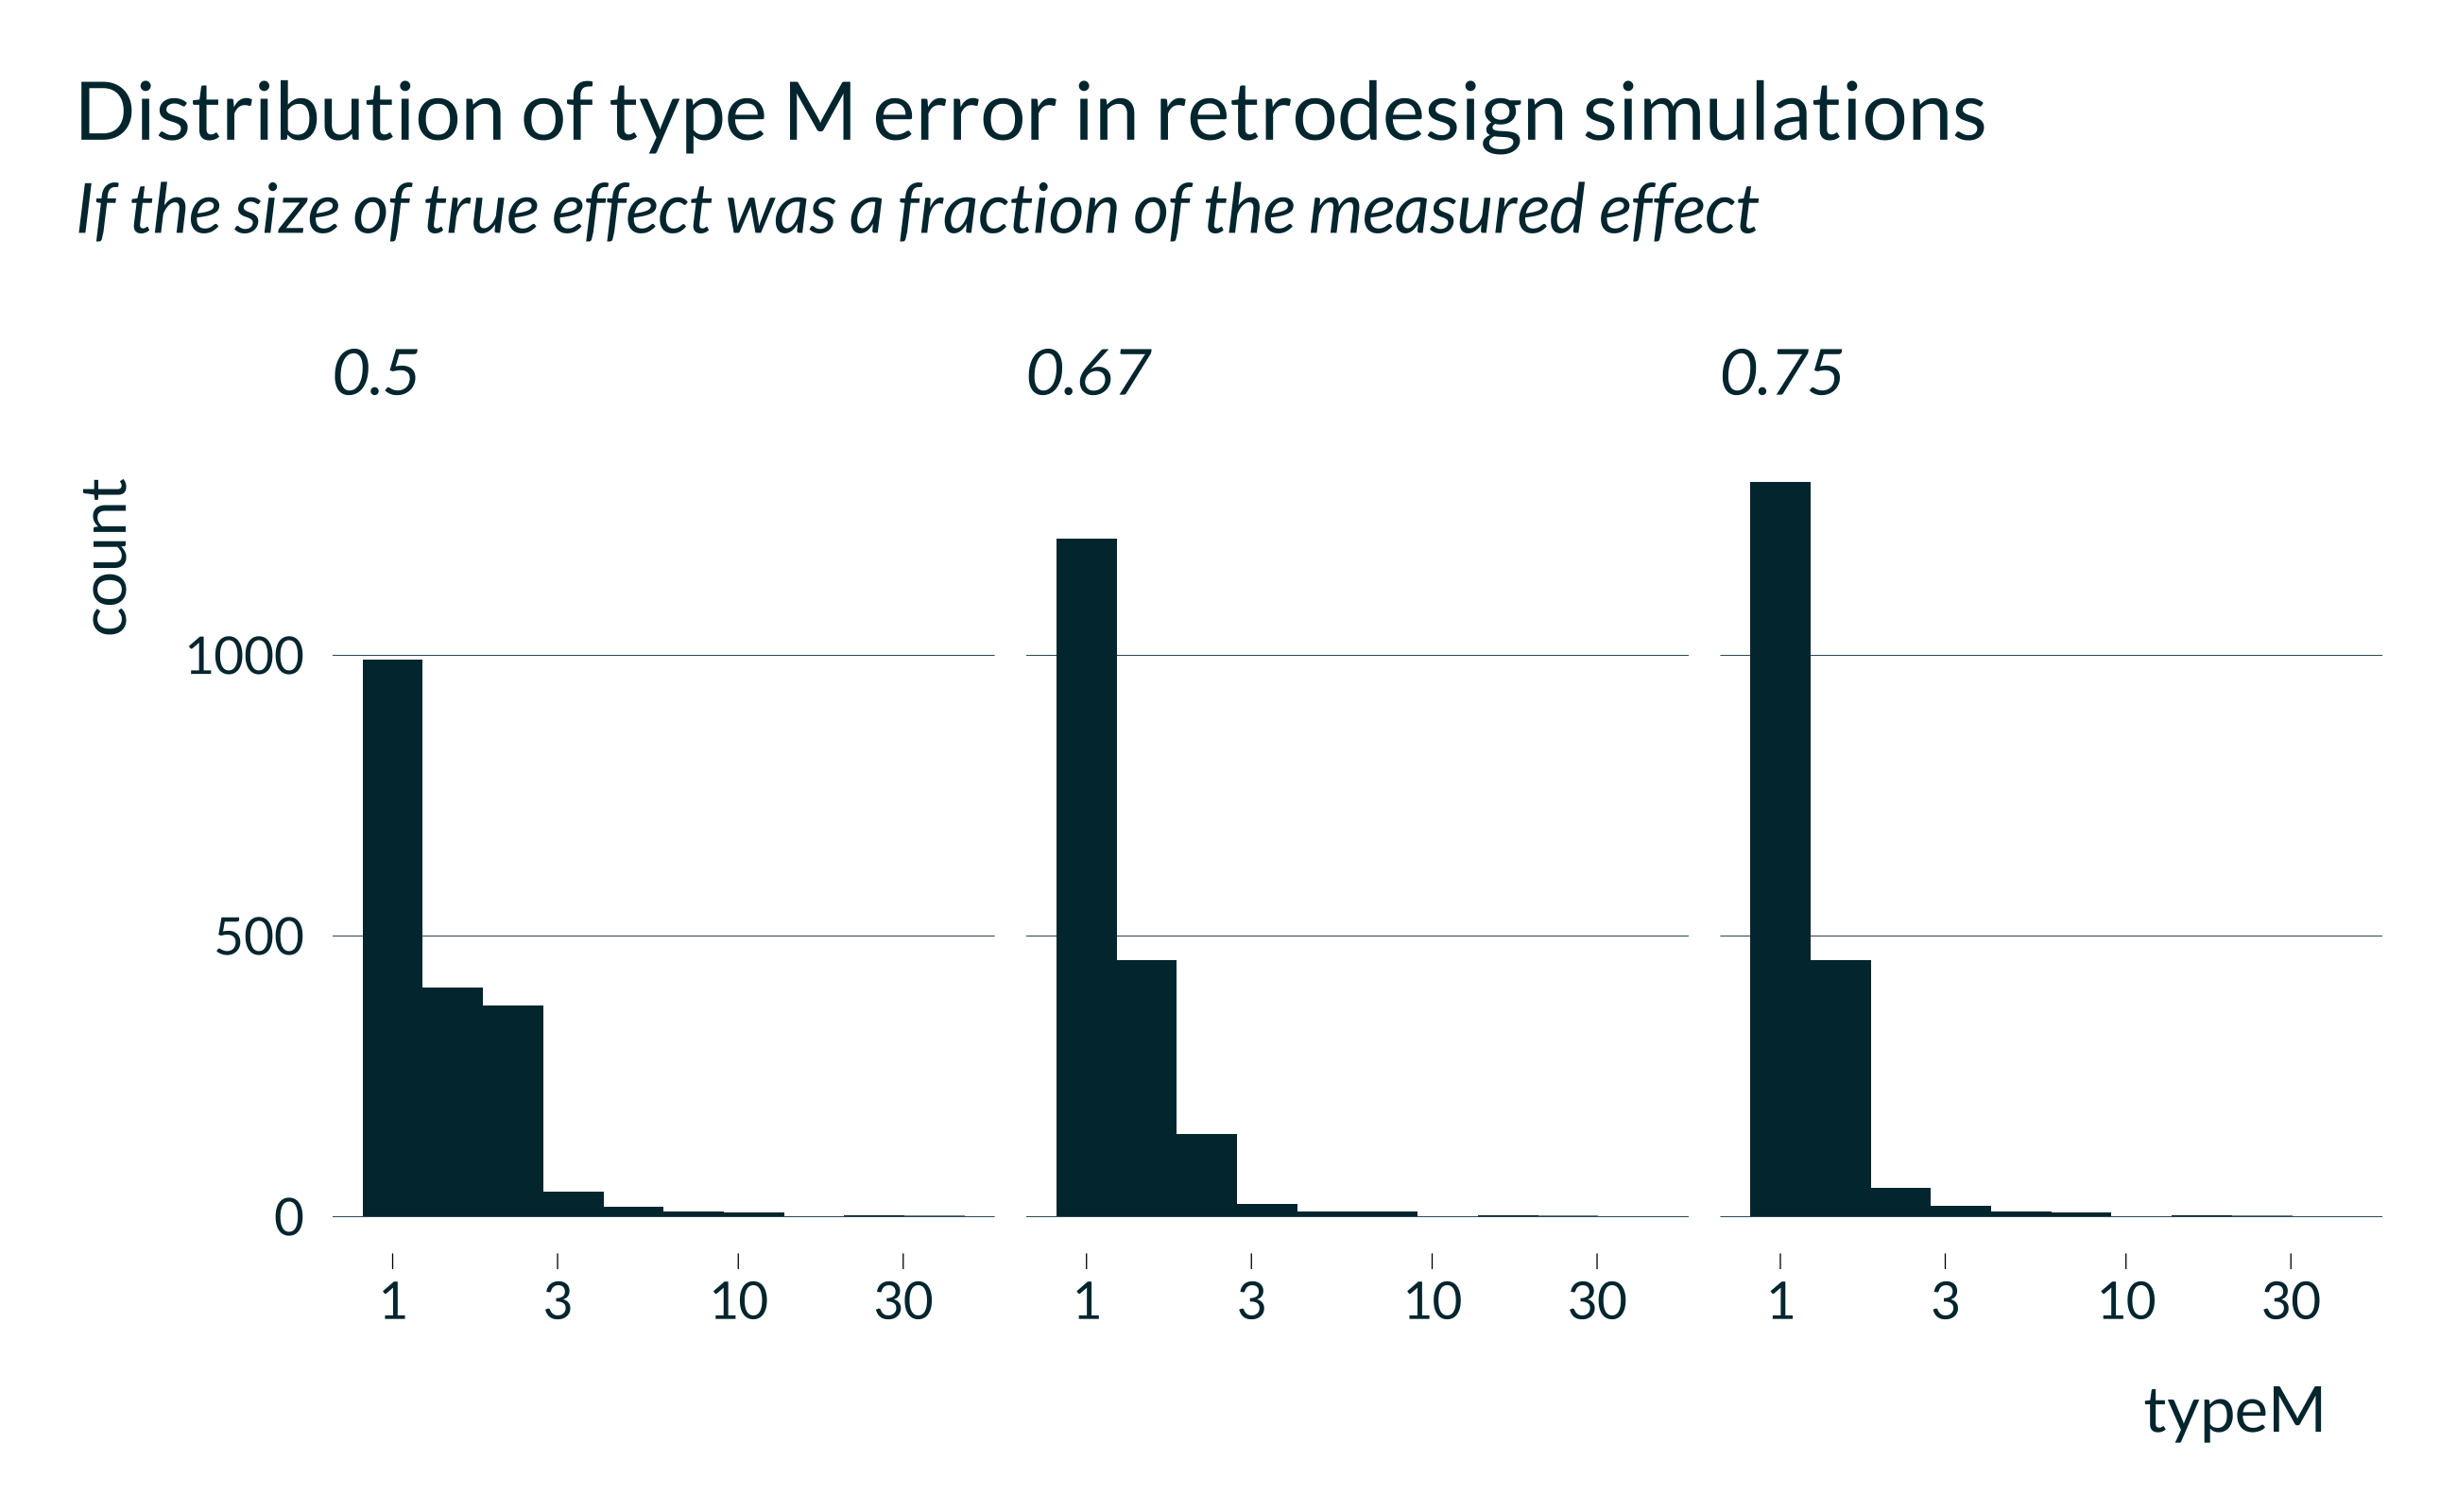 Distribution of type M error in retrodesign simulations
If the size of true effect was a fraction of the measured effect
0.5 0.67 0.75
count
1000
500
0
1 3 10 30 1 3 10 30 1 3 10 30
typeM